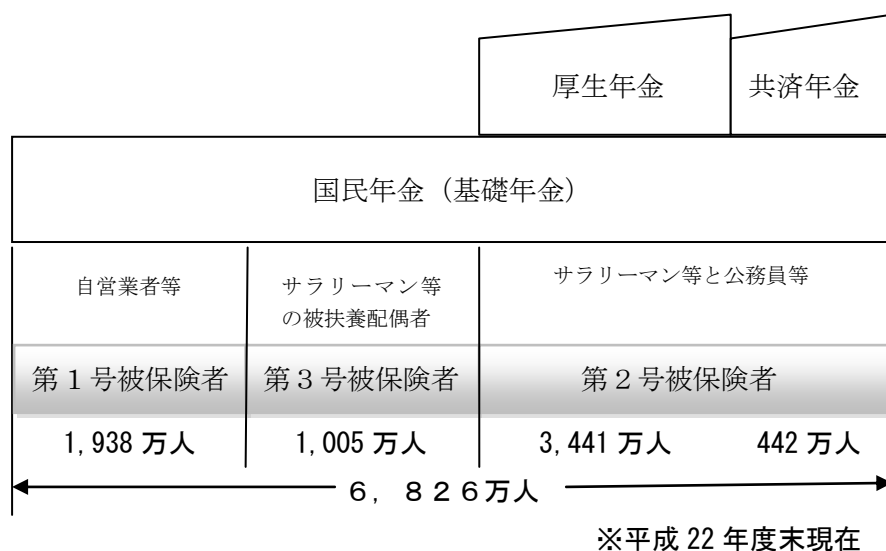 厚生年金
共済年金
国民年金（基礎年金）
自営業者等
サラリーマン等
の被扶養配偶者
サラリーマン等と公務員等
第１号被保険者
第３号被保険者
第２号被保険者
1,938 万人
1,005 万人
3,441 万人
442 万人
６，８２６万人
※平成 22 年度末現在